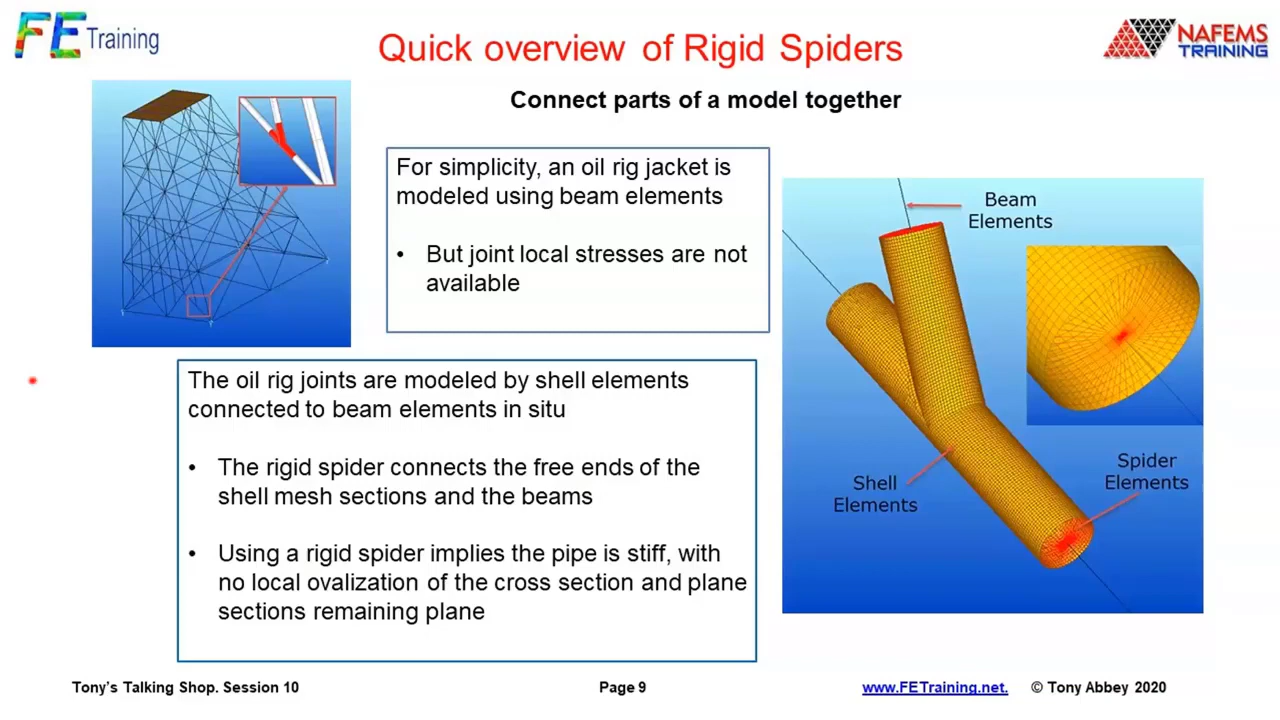 FE Training
Quick overview of Rigid Spiders
NAFEMS
TRAINING
Connect parts of a model together
For simplicity, an oil rig jacket is
modeled using beam elements
• But joint local stresses are not
available
The oil rig joints are modeled by shell elements
connected to beam elements in situ
• The rigid spider connects the free ends of the
shell mesh sections and the beams
• Using a rigid spider implies the pipe is stiff, with
no local ovalization of the cross section and plane
sections remaining plane
Beam
Elements
Shell
Elements
Spider
Elements
Tony's Talking Shop. Session 10
Page 9
www.FETraining.net.
© Tony Abbey 2020